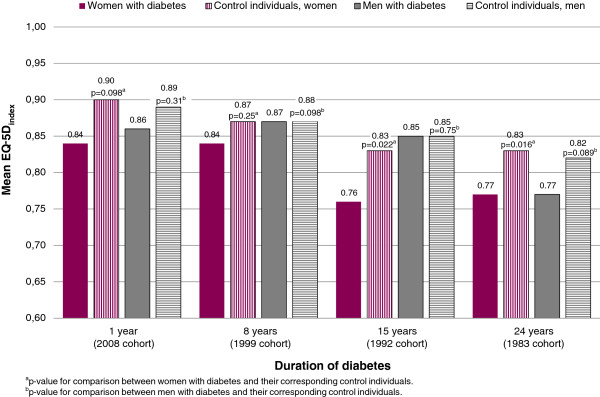 Women with diabetes Control individuals, women Men with diabetes Control individuals, men
1,00
0,95
0,90
0,85
0,80
0,75
0,70
0,65
0,60
Mean EQ-5Dindex
0.84
0.90
p=0.098a
0.86
0.89
p=0.31b
0.84
0.87
p=0.25a
0.87
0.88
p=0.098b
0.76
0.83
p=0.022a
0.85
0.85
p=0.75b
0.77
0.83
p=0.016a
0.77
0.82
p=0.089b
1 year
(2008 cohort)
8 years
(1999 cohort)
15 years
(1992 cohort)
24 years
(1983 cohort)
Duration of diabetes
ap-value for comparison between women with diabetes and their corresponding control individuals.
bp-value for comparison between men with diabetes and their corresponding control individuals.